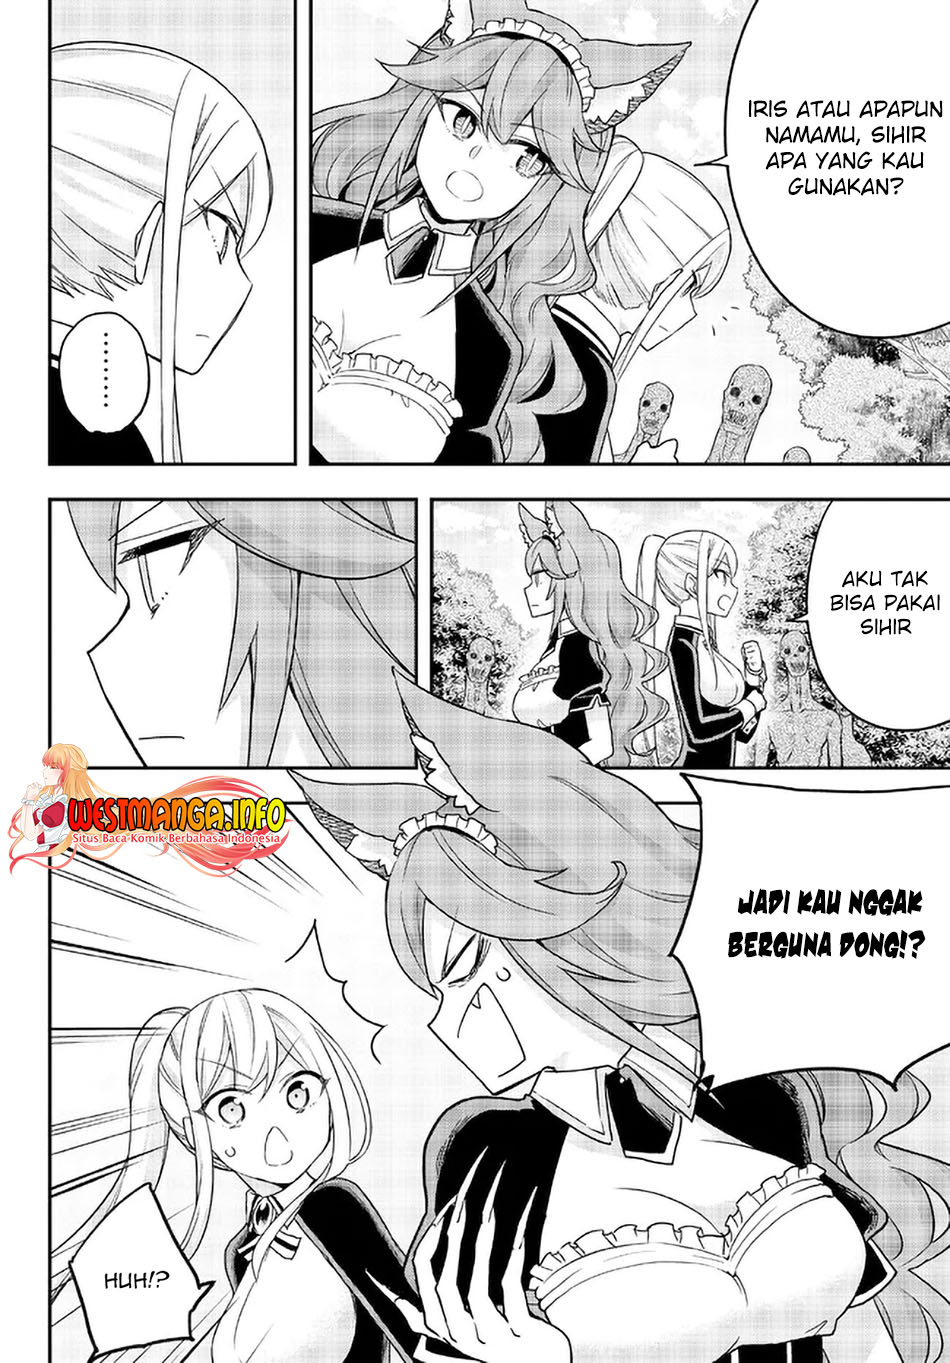 IRIS ATAU APAPUN
NAMAMU, SIHIR
APA YANG KAU
GUNAKAN?
..........
AKU TAK
BISA PAKAI
SIHIR
WESTMANGA.INFO
Situs Baca Komik Berbahasa Indonesia
JADI KAU NGGAK
BERGUNA DONG!?
HUH!?